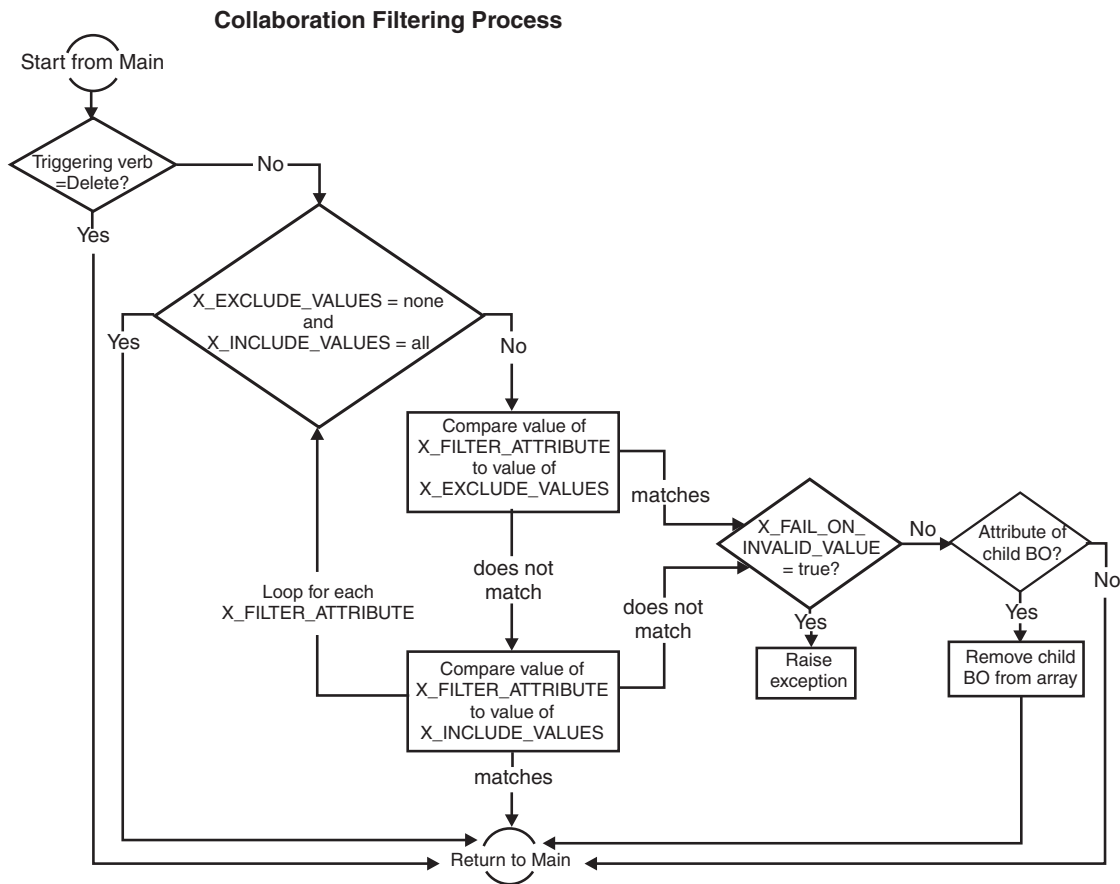 Collaboration Filtering Process
Start from Main
Triggering verb
=Delete?
No
Yes
X_EXCLUDE_VALUES = none
and
X_INCLUDE_VALUES = all
Yes
No
Compare value of
X_FILTER_ATTRIBUTE
to value of
X_EXCLUDE_VALUES
matches
does not
match
Loop for each
X_FILTER_ATTRIBUTE
Compare value of
X_FILTER_ATTRIBUTE
to value of
X_INCLUDE_VALUES
does not
match
matches
X_FAIL_ON_
INVALID_VALUE
= true?
No
Yes
Raise
exception
Attribute of
child BO?
No
Yes
Remove child
BO from array
Return to Main